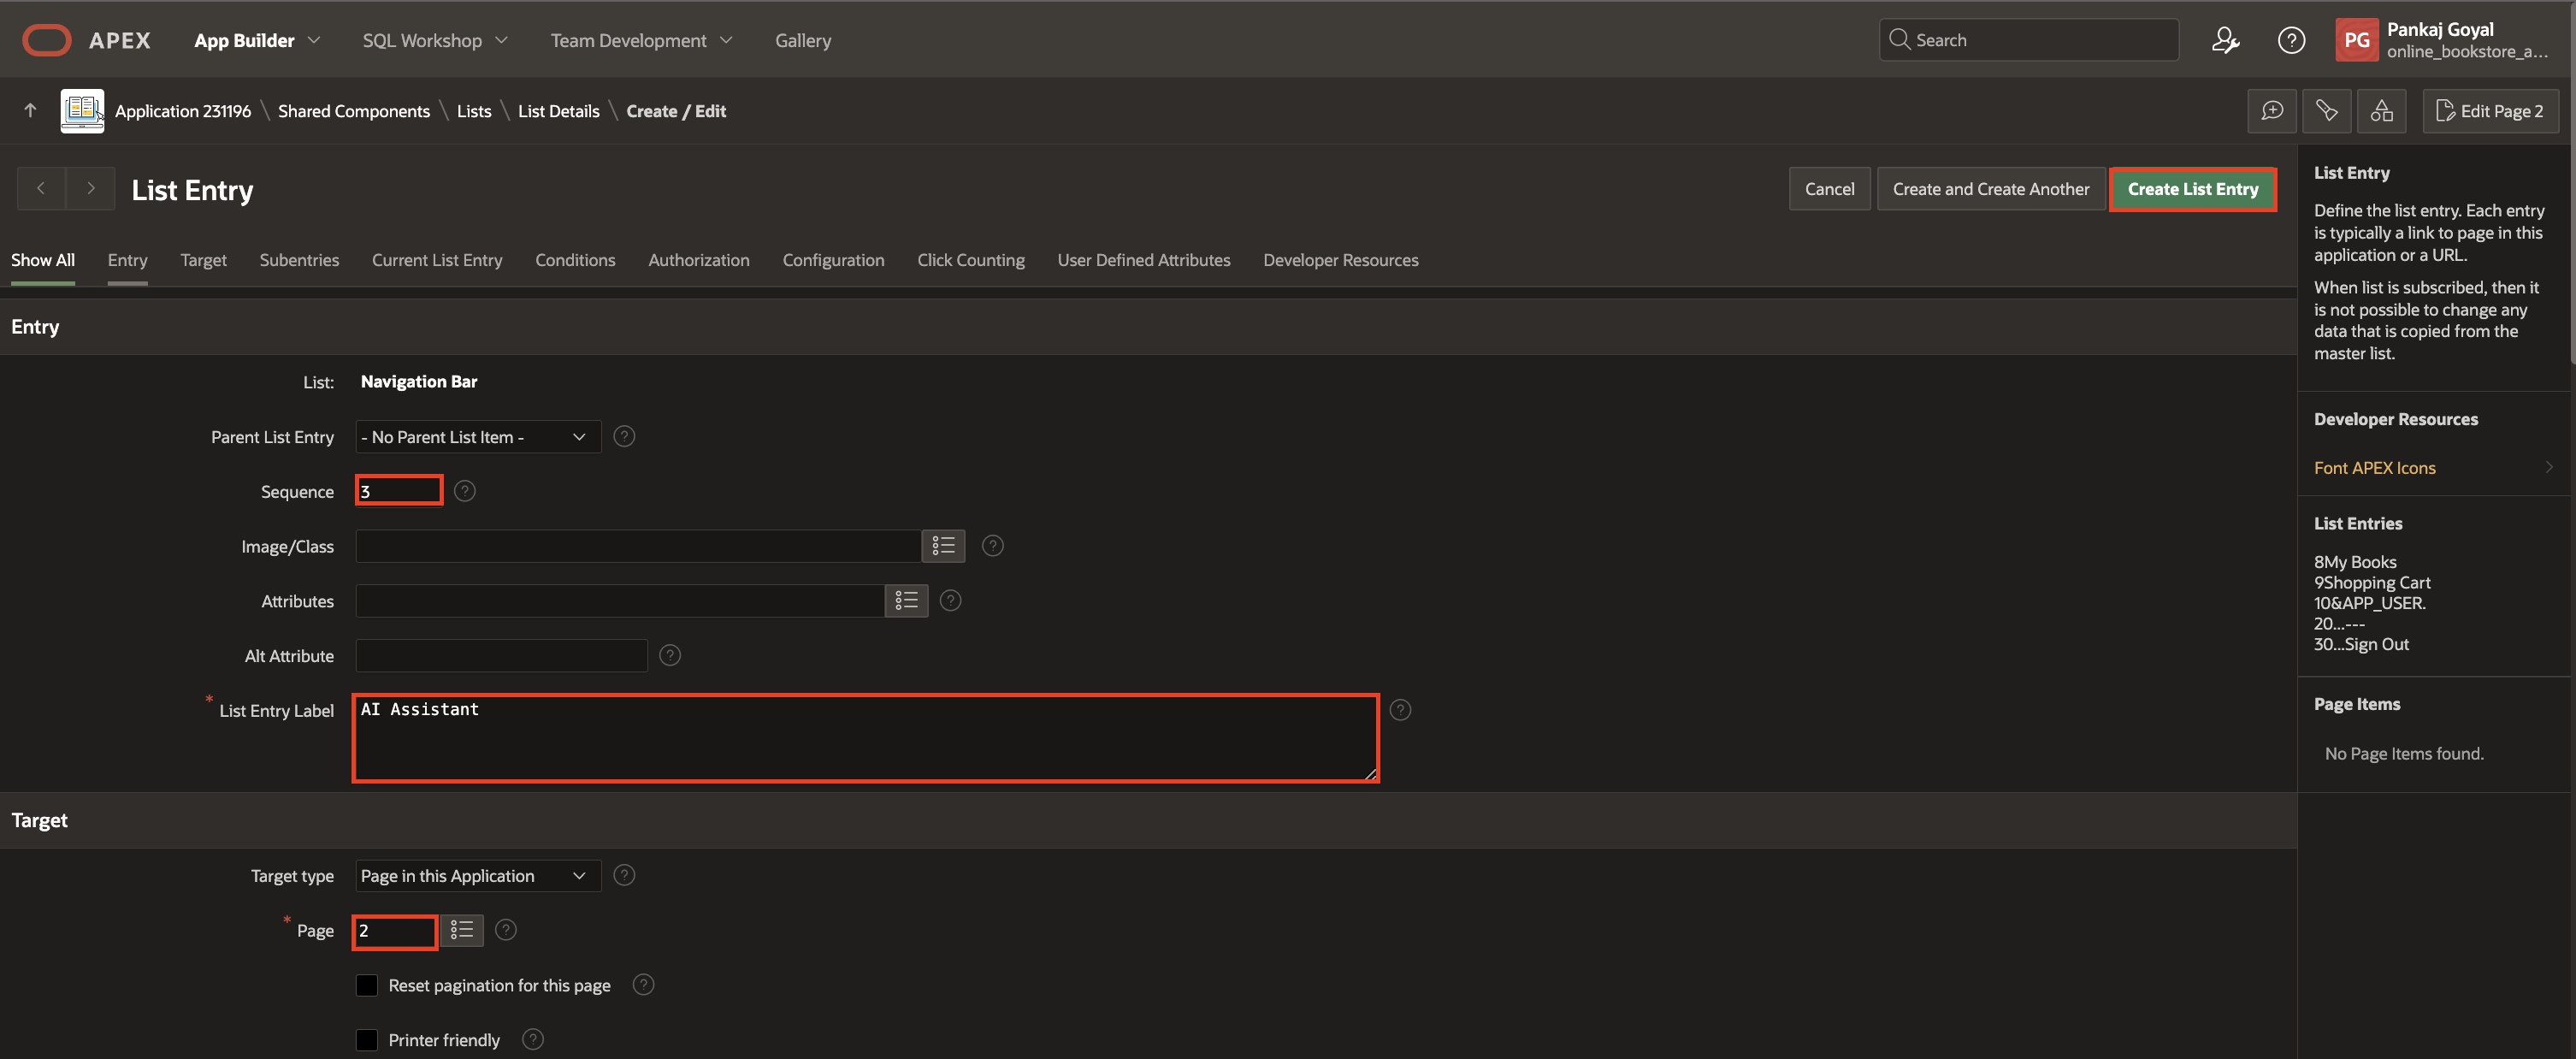 APEX App Builder SQL Workshop Team Development Gallery Search PG Pankaj Goyal
online_bookstore_a...
Application 231196 \ Shared Components \ Lists \ List Details \ Create / Edit Edit Page 2
List Entry Cancel Create and Create Another Create List Entry
Show All Entry Target Subentries Current List Entry Conditions Authorization Configuration Click Counting User Defined Attributes Developer Resources
Entry
List: Navigation Bar
Parent List Entry - No Parent List Item -
Sequence 3
Image/Class
Attributes
Alt Attribute
* List Entry Label AI Assistant
Target
Target type Page in this Application
* Page 2
Reset pagination for this page
Printer friendly
List Entry
Define the list entry. Each entry
is typically a link to page in this
application or a URL.
When list is subscribed, then it
is not possible to change any
data that is copied from the
master list.
Developer Resources
Font APEX Icons
List Entries
8My Books
9Shopping Cart
10&APP_USER.
20...---
30...Sign Out
Page Items
No Page Items found.